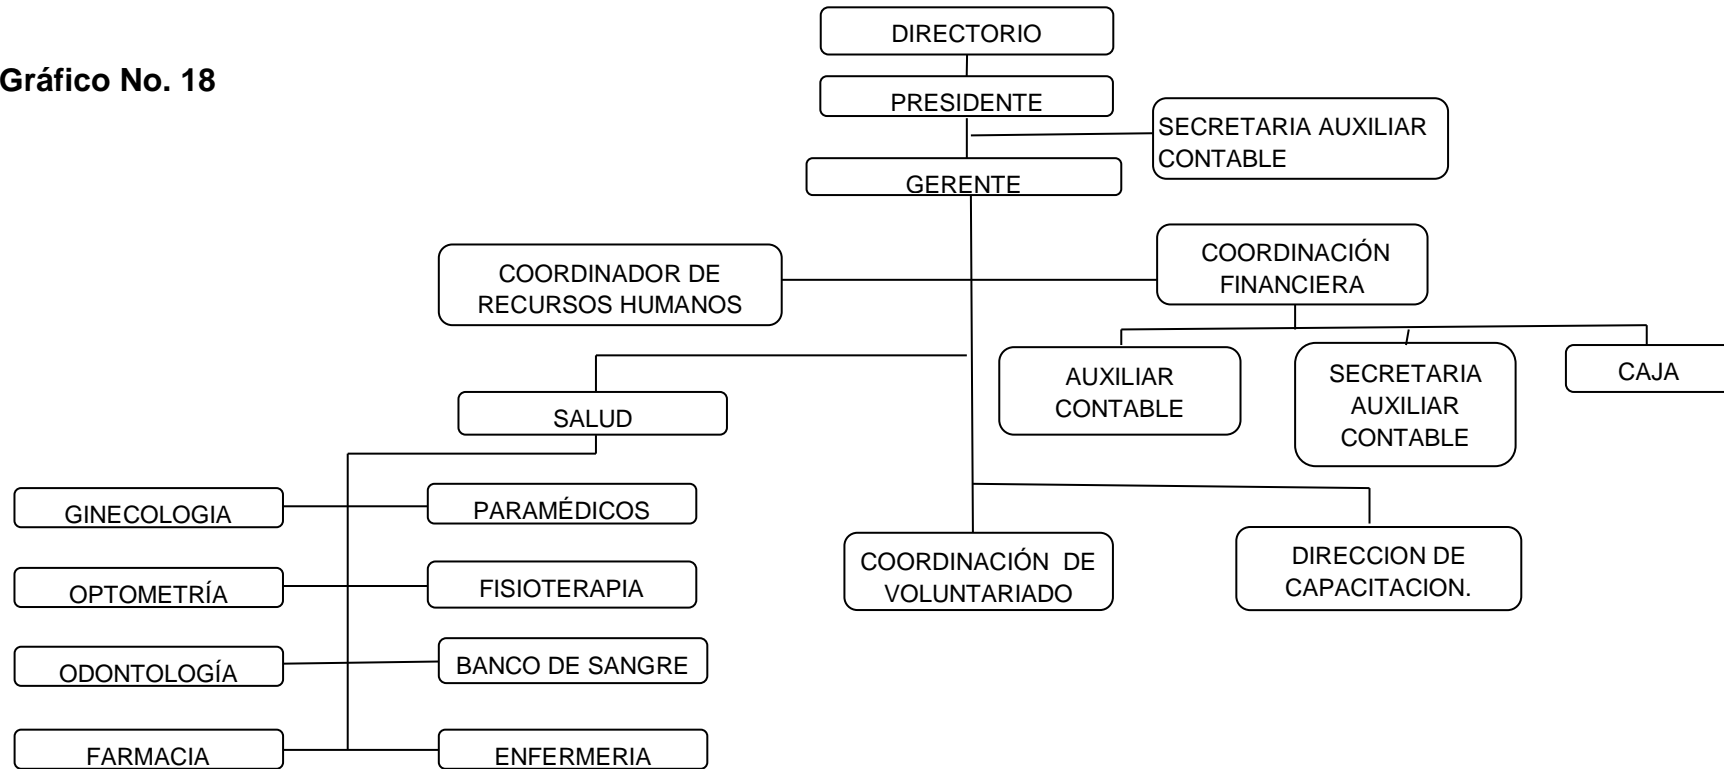 DIRECTORIO
Gráfico No. 18
PRESIDENTE
SECRETARIA AUXILIAR
CONTABLE
GERENTE
COORDINADOR DE
RECURSOS HUMANOS
COORDINACIÓN
FINANCIERA
AUXILIAR
CONTABLE
SECRETARIA
AUXILIAR
CONTABLE
CAJA
SALUD
GINECOLOGIA
PARAMÉDICOS
OPTOMETRÍA
FISIOTERAPIA
ODONTOLOGÍA
BANCO DE SANGRE
FARMACIA
ENFERMERIA
COORDINACIÓN DE
VOLUNTARIADO
DIRECCION DE
CAPACITACION.